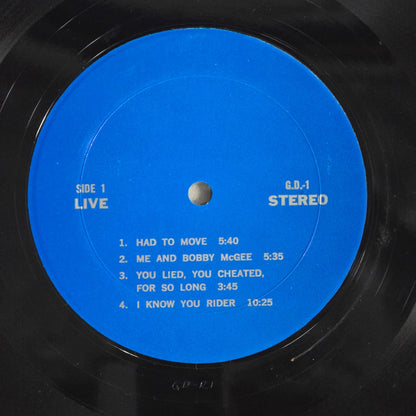 SIDE 1
LIVE
G.D.-1
STEREO
1. HAD TO MOVE 5:40
2. ME AND BOBBY McGEE 5:35
3. YOU LIED, YOU CHEATED,
FOR SO LONG 3:45
4. I KNOW YOU RIDER 10:25